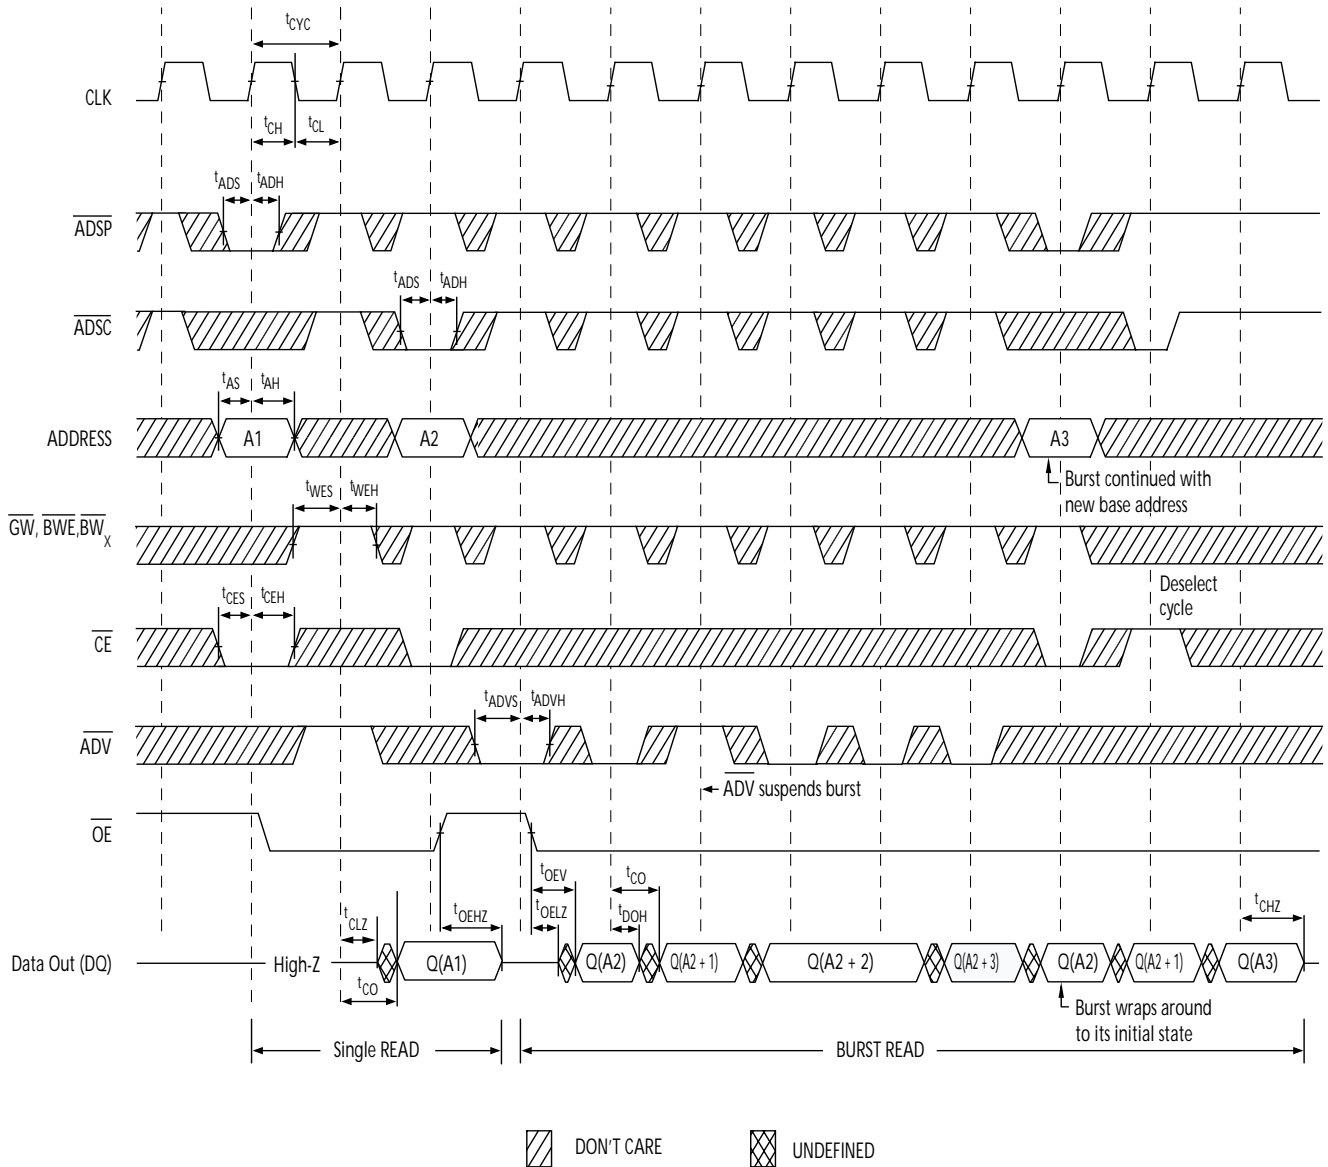 tCYC
CLK
tCH tCL
tADS tADH
ADSP
tADS tADH
ADSC
tAS tAH
ADDRESS A1 A2 A3
Burst continued with
new base address
tWES tWEH
GW, BWE,BWX
Deselect
cycle
tCES tCEH
CE
tADVS tADVH
ADV
ADV suspends burst
OE
tOEV tCO
tCLZ tOEHZ tOELZ tDOH tCHZ
Data Out (DQ) High-Z Q(A1) Q(A2) Q(A2 + 1) Q(A2 + 2) Q(A2 + 3) Q(A2) Q(A2 + 1) Q(A3)
tCO
Burst wraps around
to its initial state
Single READ BURST READ
DON'T CARE UNDEFINED